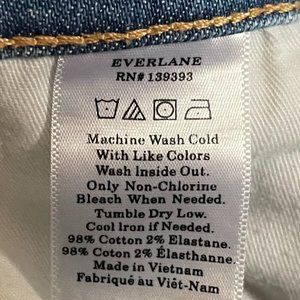 EVERLANE
RN# 139393
Machine Wash Cold
With Like Colors
Wash Inside Out.
Only Non-Chlorine
Bleach When Needed.
Tumble Dry Low.
Cool Iron if Needed.
98% Cotton 2% Elastane.
98% Cotton 2% Élastane.
Made in Vietnam
Fabriqué au Viêt-Nam